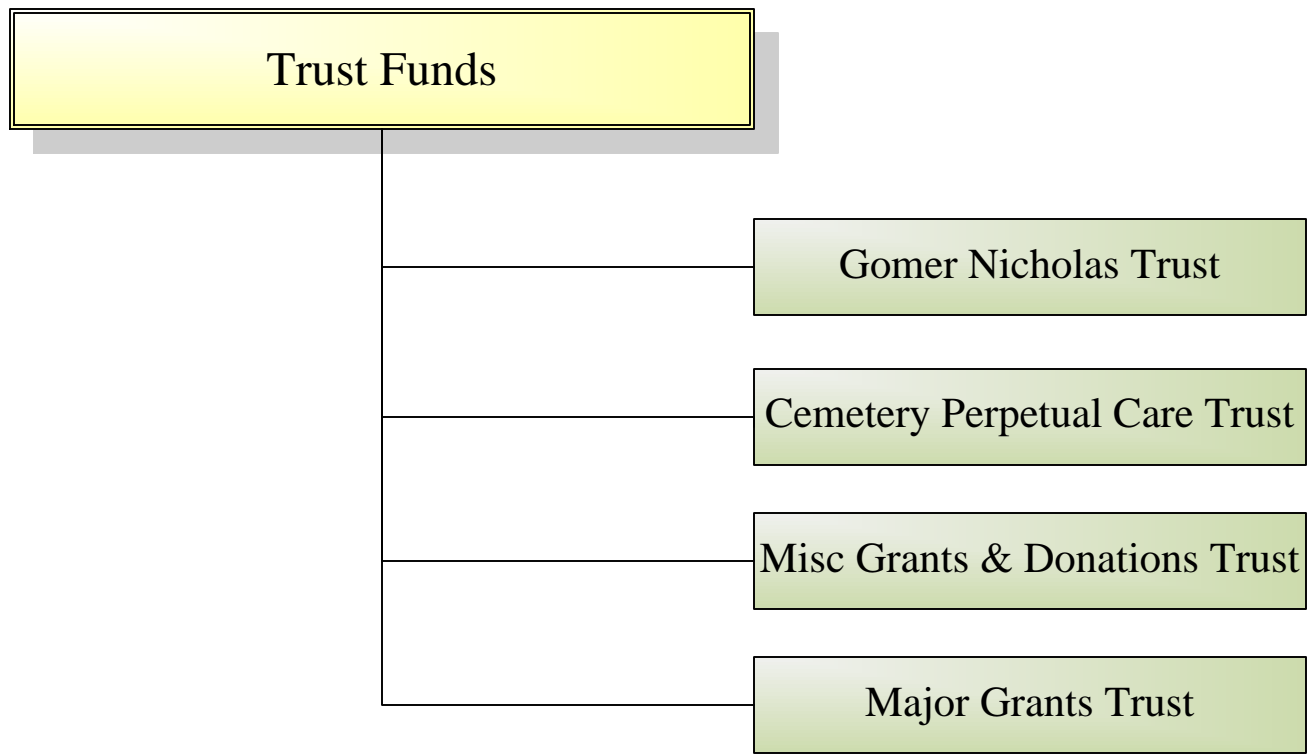 Trust Funds
Gomer Nicholas Trust
Cemetery Perpetual Care Trust
Misc Grants & Donations Trust
Major Grants Trust